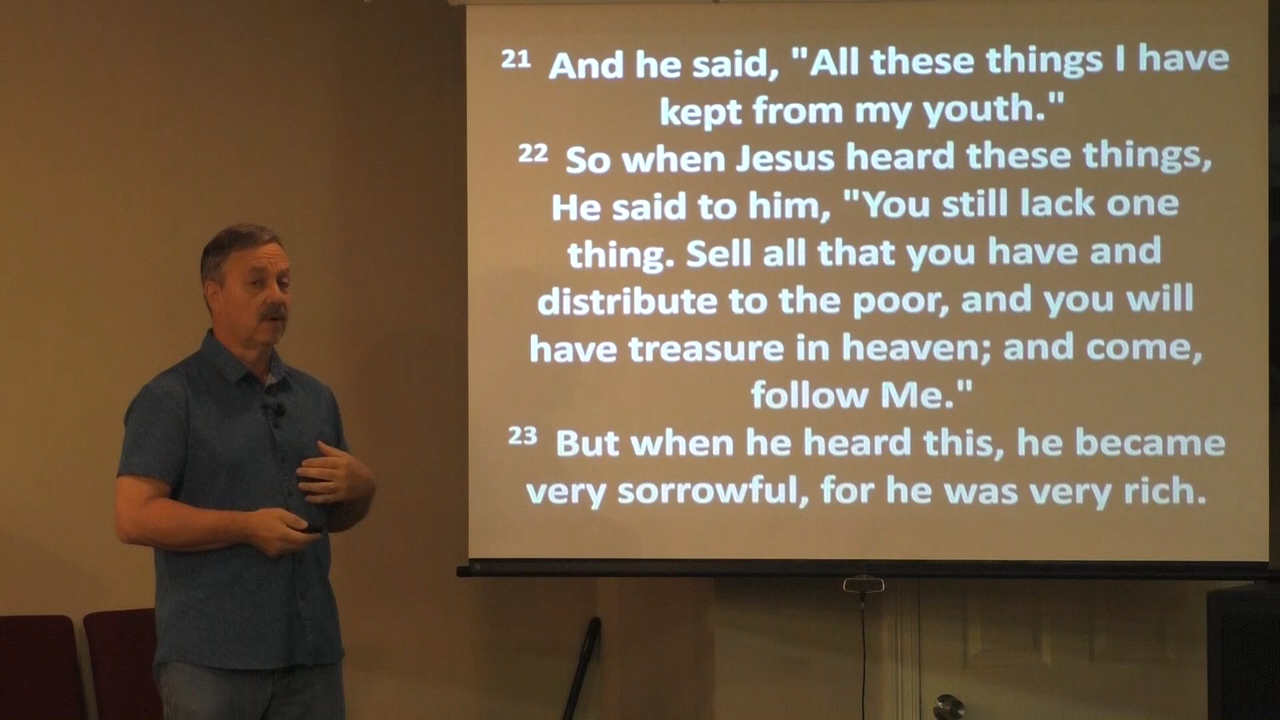 21 And he said, "All these things I have
kept from my youth."
22 So when Jesus heard these things,
He said to him, "You still lack one
thing. Sell all that you have and
distribute to the poor, and you will
have treasure in heaven; and come,
follow Me."
23 But when he heard this, he became
very sorrowful, for he was very rich.